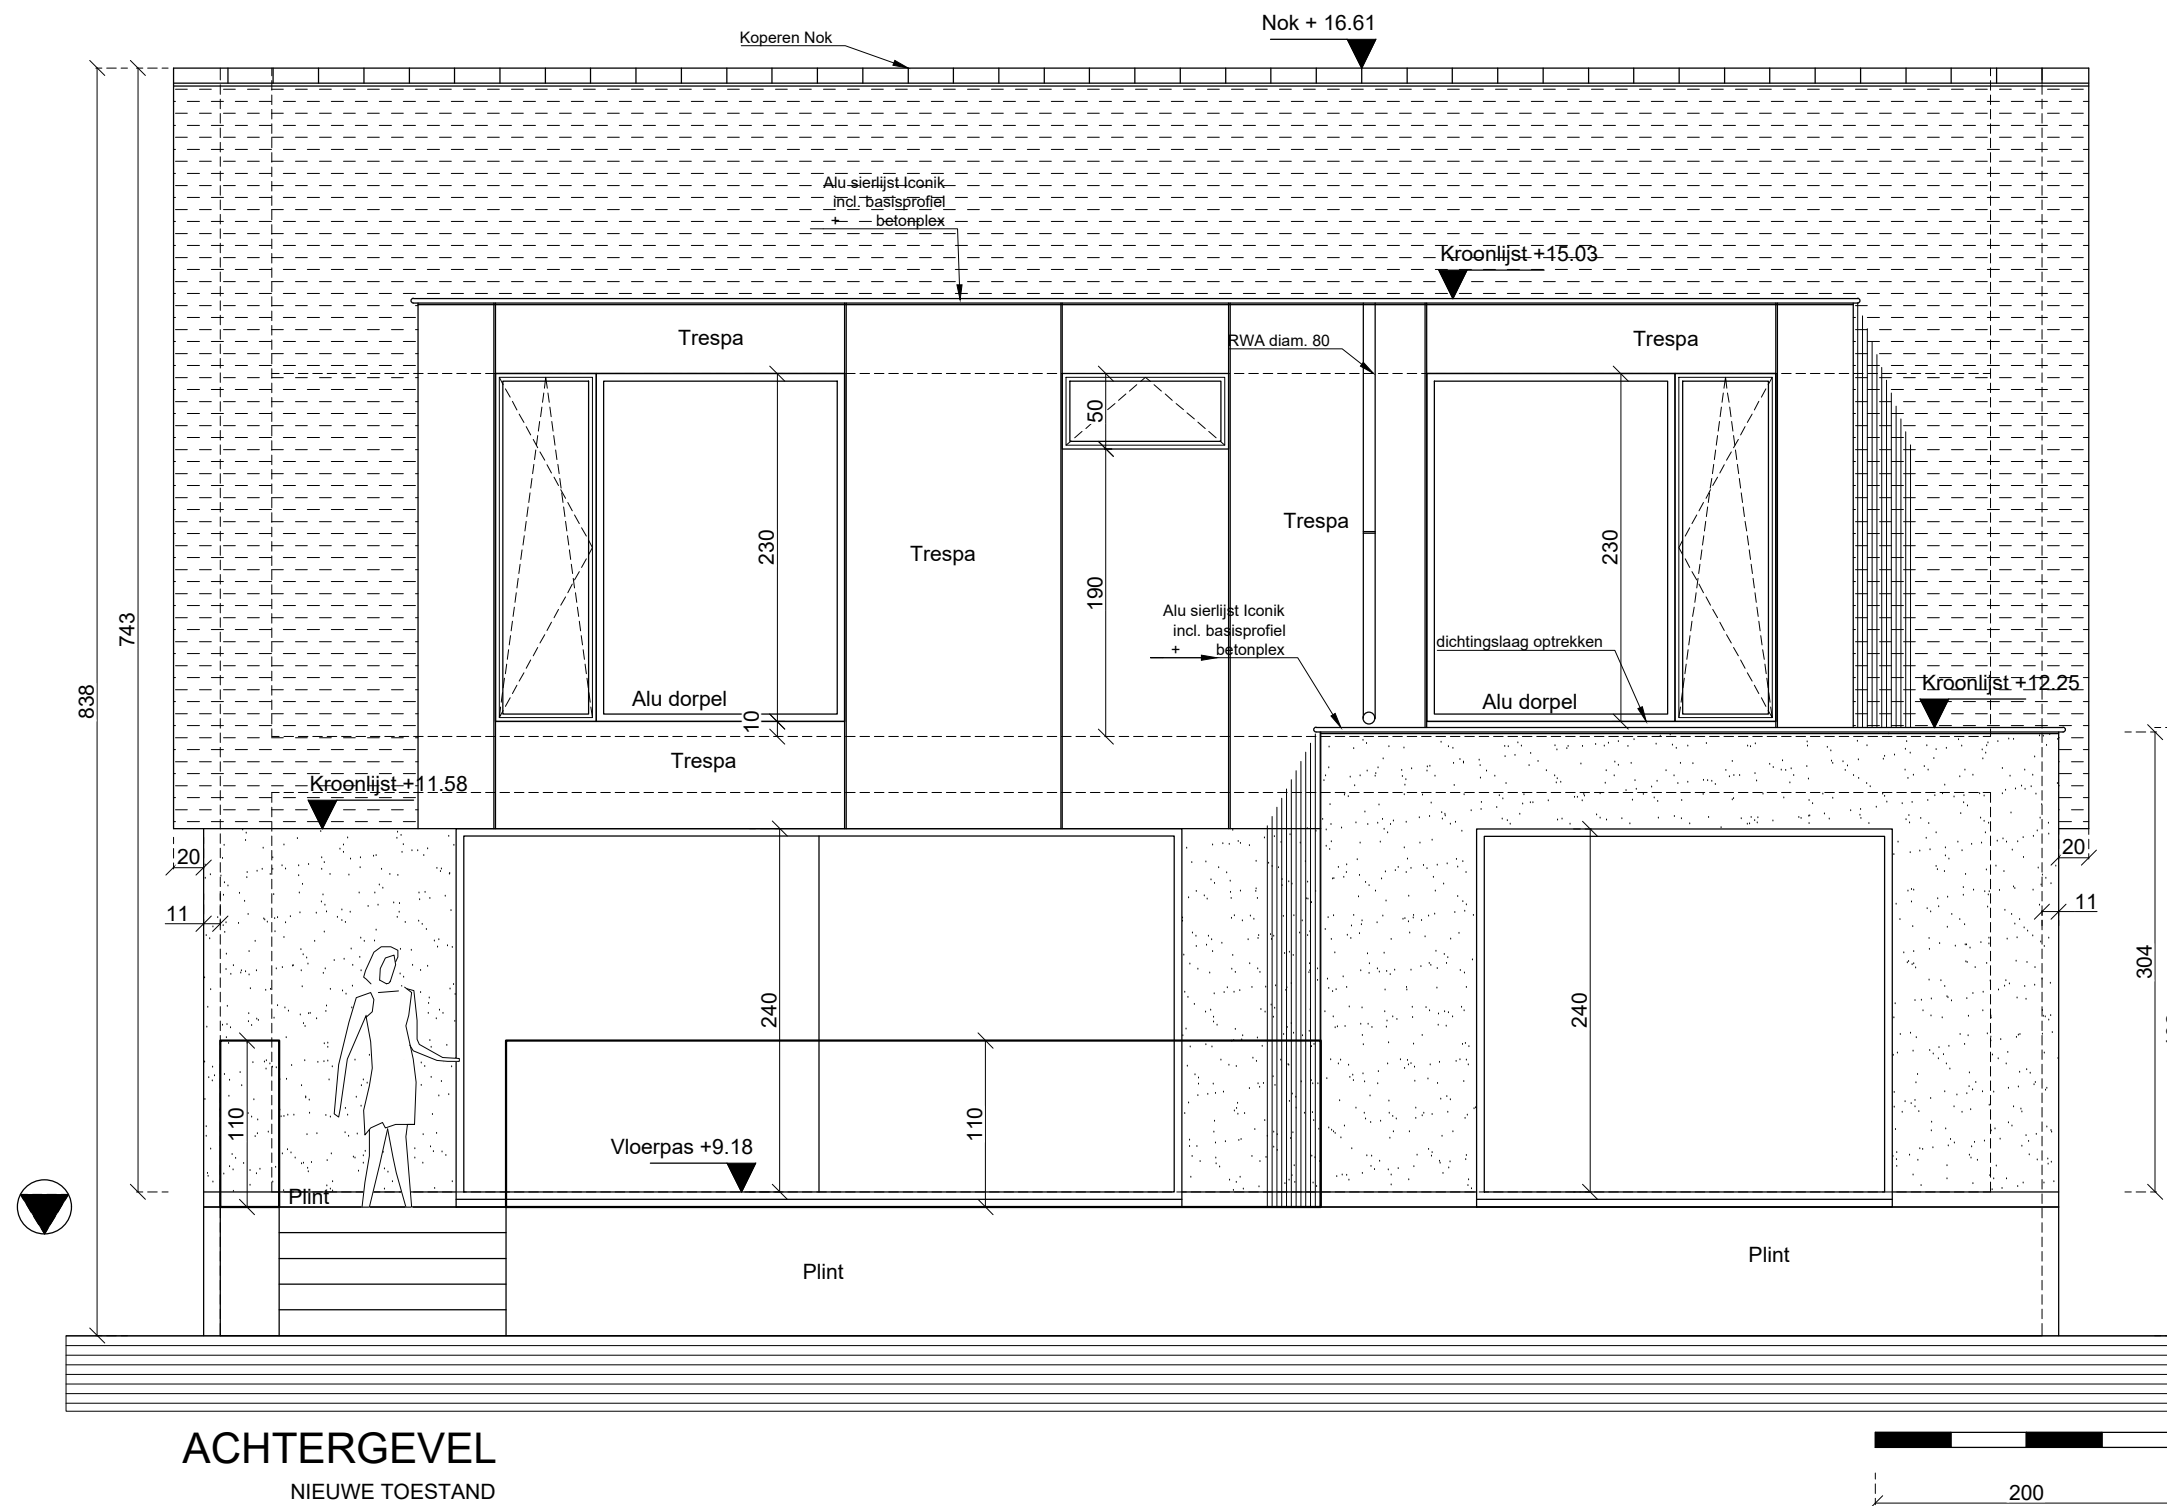 Nok + 16.61
Koperen Nok
Alu sierlijst Iconik
incl. basisprofiel
+ betonplex
Kroonlijst +15.03
Trespa
RWA diam. 80
Trespa
50
230
Trespa
Trespa
230
190
743
838
Alu sierlijst Iconik
incl. basisprofiel
+ betonplex
dichtingslaag optrekken
Kroonlijst +12.25
Alu dorpel
10
Alu dorpel
Trespa
Kroonlijst +11.58
20
20
11
11
304
240
240
110
110
Vloerpas +9.18
Plint
Plint
Plint
ACHTERGEVEL
NIEUWE TOESTAND
200